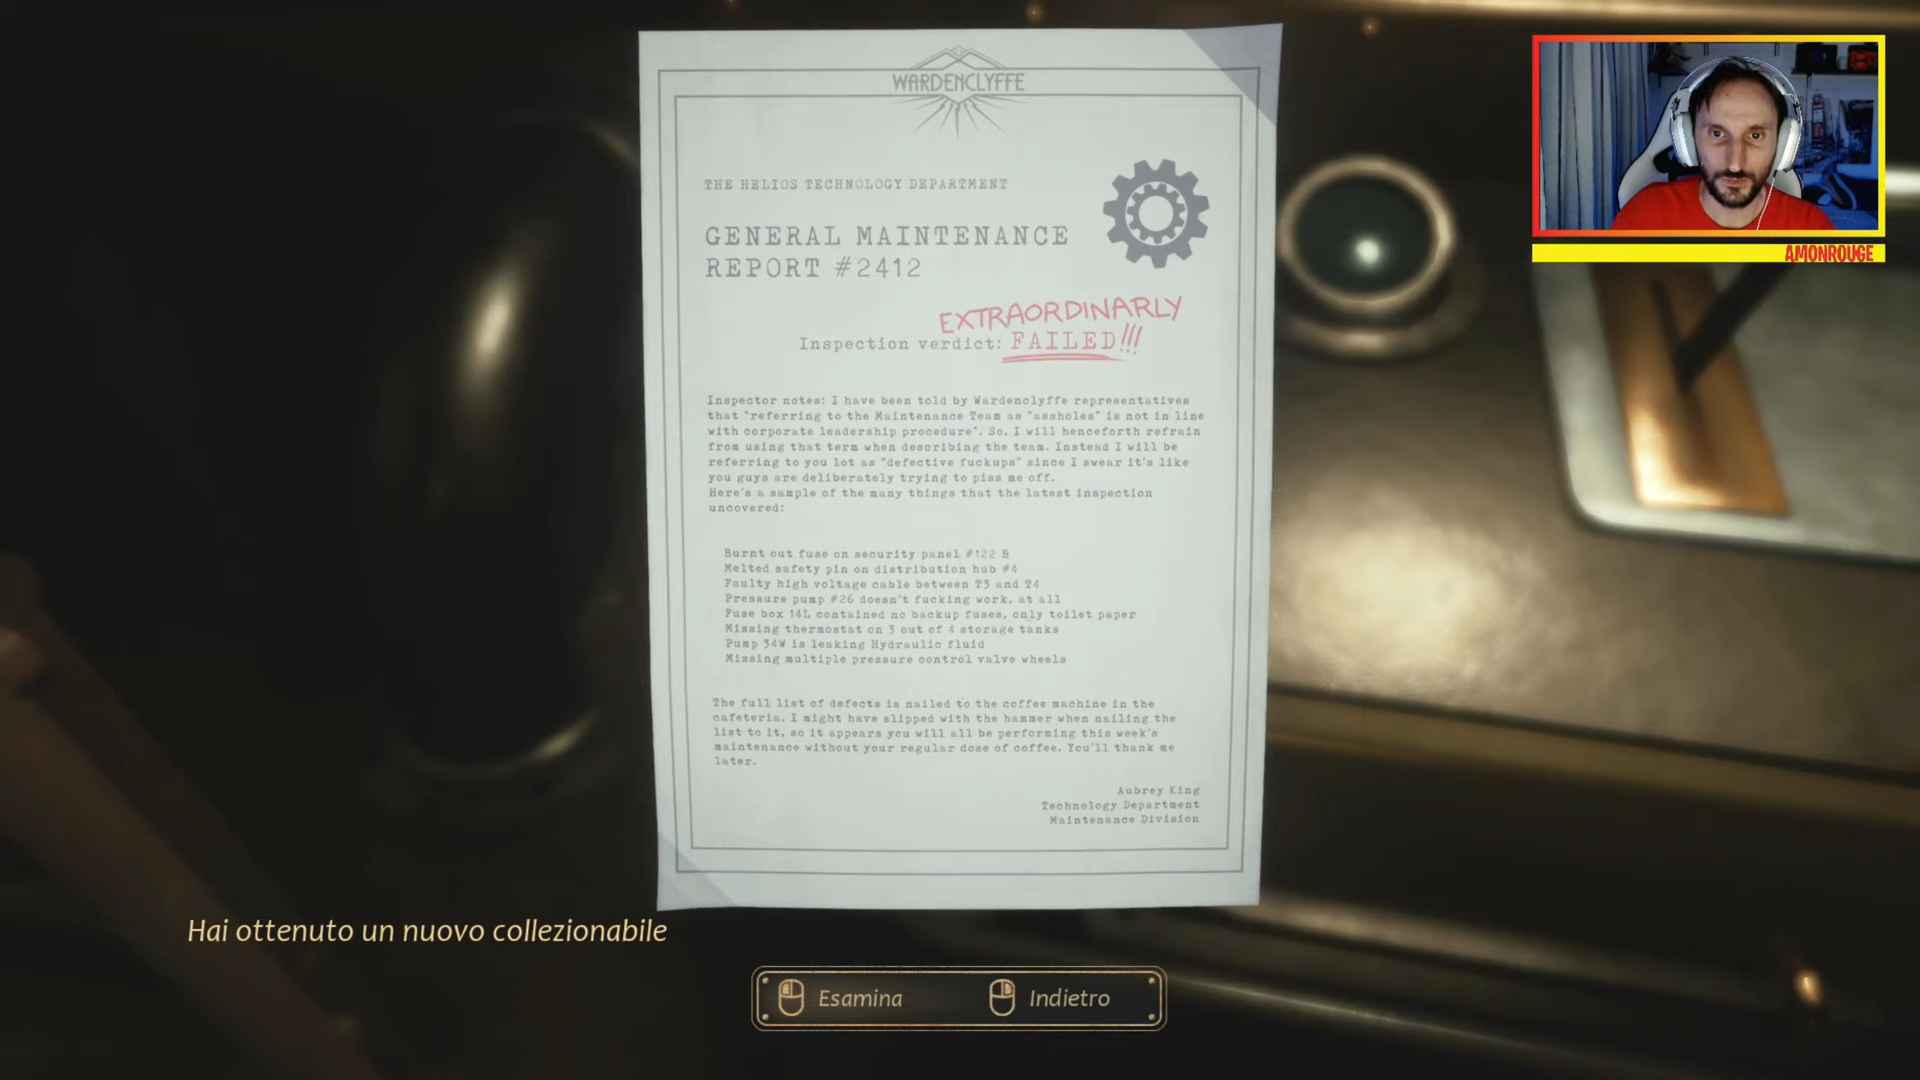 WARDENCLYFFE
THE HELIOS TECHNOLOGY DEPARTMENT
GENERAL MAINTENANCE
REPORT #2412
EXTRAORDINARLY
Inspection verdict: FAILED!!!
Inspector notes: I have been told by Wardenclyffe representatives
that "referring to the Maintenance Team as "assholes" is not in line
with corporate leadership procedure". So, I will henceforth refrain
from using that term when describing the team. Instead I will be
referring to you lot as "defective fuckups" since I swear it's like
you guys are deliberately trying to piss me off.
Here's a sample of the many things that the latest inspection
uncovered:
Burnt out fuse on security panel #122 B
Melted safety pin on distribution hub #4
Faulty high voltage cable between T3 and T4
Pressure pump #26 doesn't fucking work, at all
Fuse box 14L contained no backup fuses, only toilet paper
Missing thermostat on 3 out of 4 storage tanks
Pump 34W is leaking Hydraulic fluid
Missing multiple pressure control valve wheels
The full list of defects is nailed to the coffee machine in the
cafeteria. I might have slipped with the hammer when nailing the
list to it, so it appears you will all be performing this week's
maintenance without your regular dose of coffee. You'll thank me
later.
Aubrey King
Technology Department
Maintenance Division
AMONROUGE
Hai ottenuto un nuovo collezionabile
Esamina
Indietro